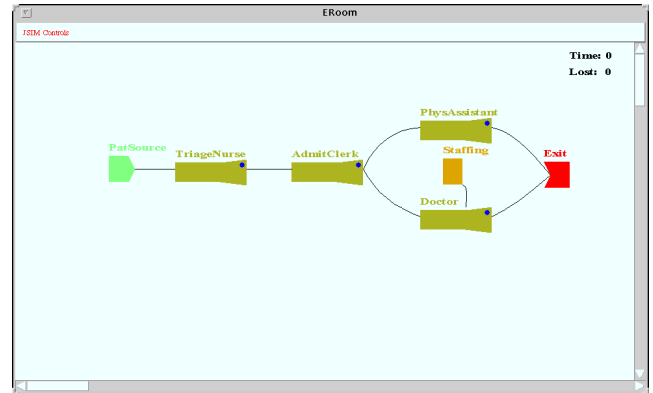 ERoom
JSIM Controls
Time: 0
Lost: 0
PhysAssistant
PatSource
TriageNurse
AdmitClerk
Staffing
Exit
Doctor